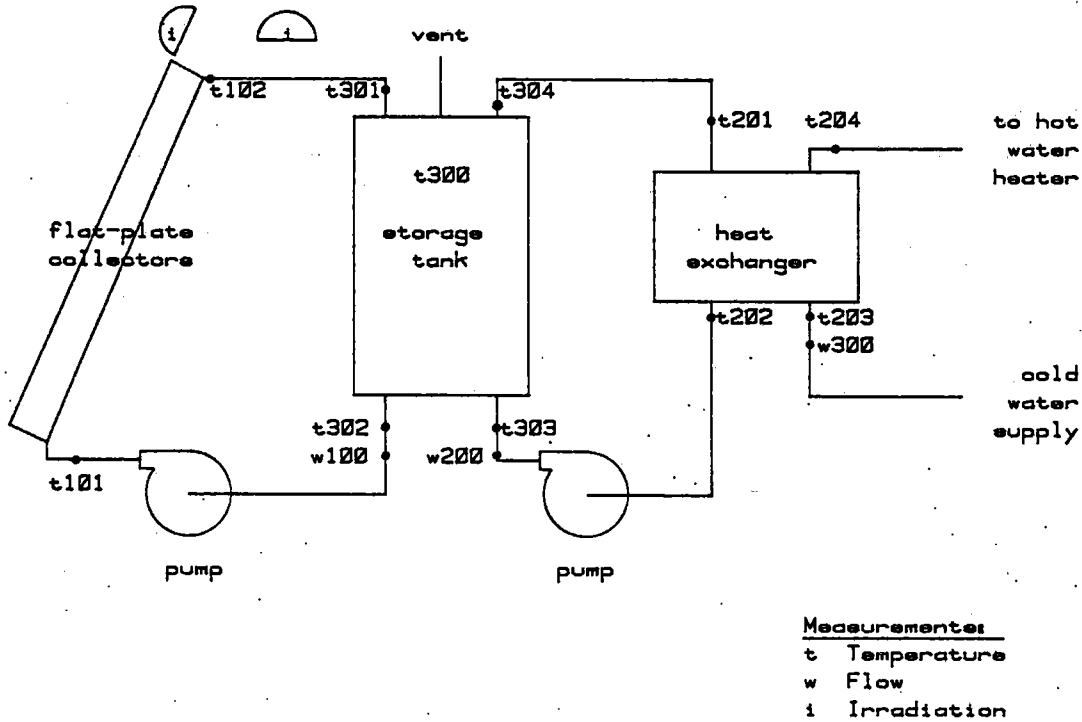 i
i
vent
t102
t301
t304
t201
t204
to hot
water
heater
t300
flat-plate
collectors
storage
tank
heat
exchanger
t202
t203
w300
cold
water
supply
t302
t303
w100
w200
t101
pump
pump
Measurements:
t Temperature
w Flow
i Irradiation